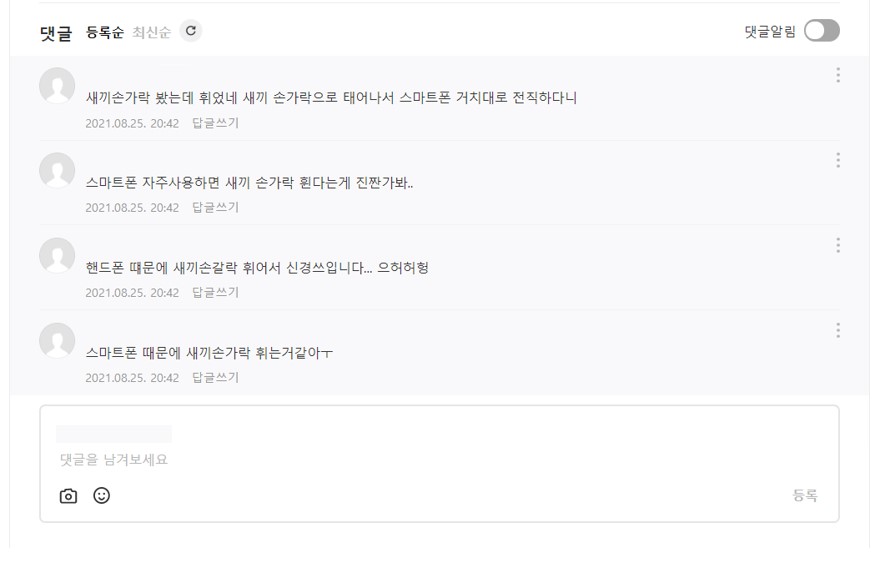 댓글 등록순 최신순 댓글알림
새끼손가락 봤는데 휘었네 새끼 손가락으로 태어나서 스마트폰 거치대로 전직하다니
2021.08.25. 20:42 답글쓰기
스마트폰 자주사용하면 새끼 손가락 휜다는게 진짠가봐..
2021.08.25. 20:42 답글쓰기
핸드폰 떄문에 새끼손갈락 휘어서 신경쓰입니다... 으허허헝
2021.08.25. 20:42 답글쓰기
스마트폰 때문에 새끼손가락 휘는거같아ㅜ
2021.08.25. 20:42 답글쓰기
댓글을 남겨보세요
등록